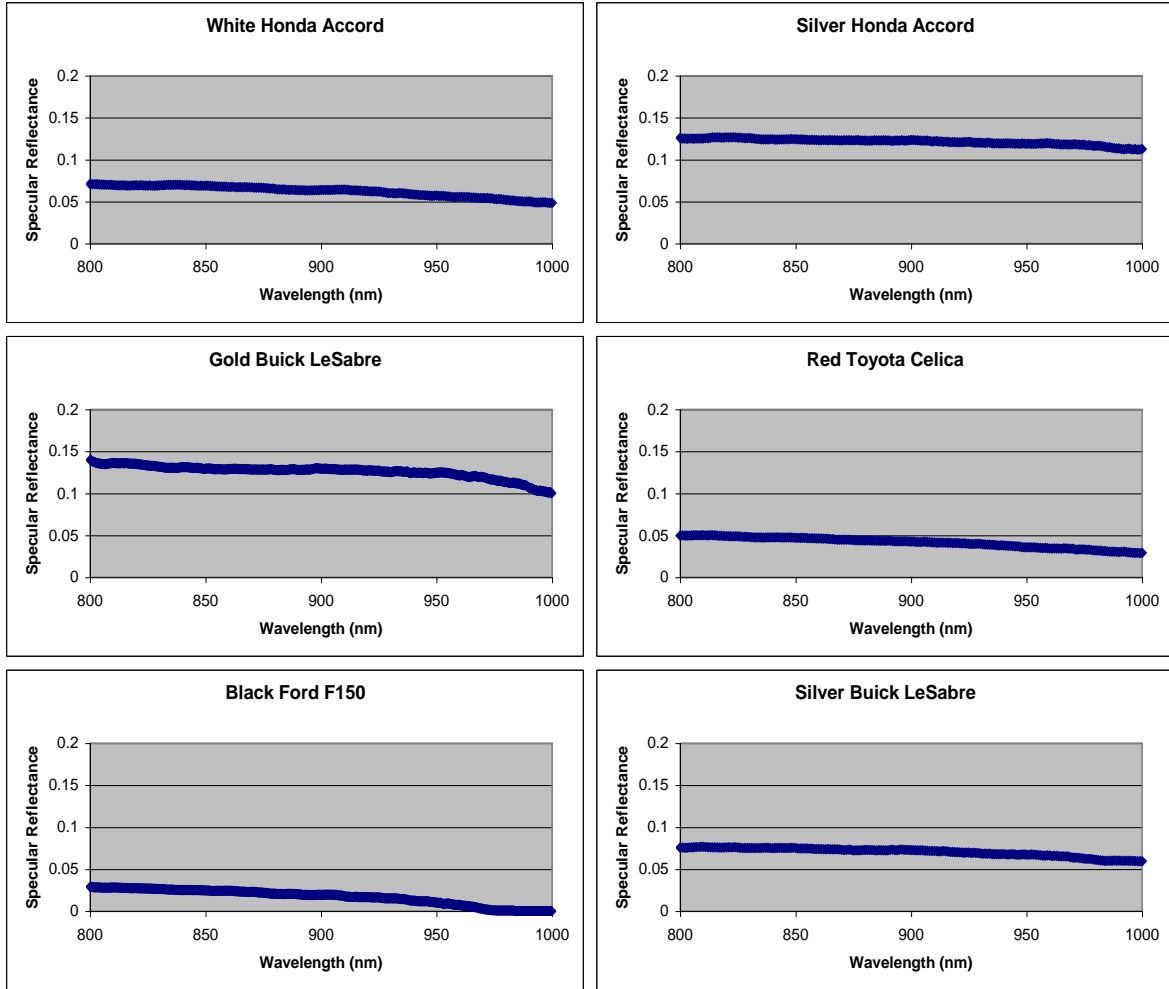 White Honda Accord
Specular Reflectance
0.2
0.15
0.1
0.05
0
800 850 900 950 1000
Wavelength (nm)
Silver Honda Accord
Specular Reflectance
0.2
0.15
0.1
0.05
0
800 850 900 950 1000
Wavelength (nm)
Gold Buick LeSabre
Specular Reflectance
0.2
0.15
0.1
0.05
0
800 850 900 950 1000
Wavelength (nm)
Red Toyota Celica
Specular Reflectance
0.2
0.15
0.1
0.05
0
800 850 900 950 1000
Wavelength (nm)
Black Ford F150
Specular Reflectance
0.2
0.15
0.1
0.05
0
800 850 900 950 1000
Wavelength (nm)
Silver Buick LeSabre
Specular Reflectance
0.2
0.15
0.1
0.05
0
800 850 900 950 1000
Wavelength (nm)